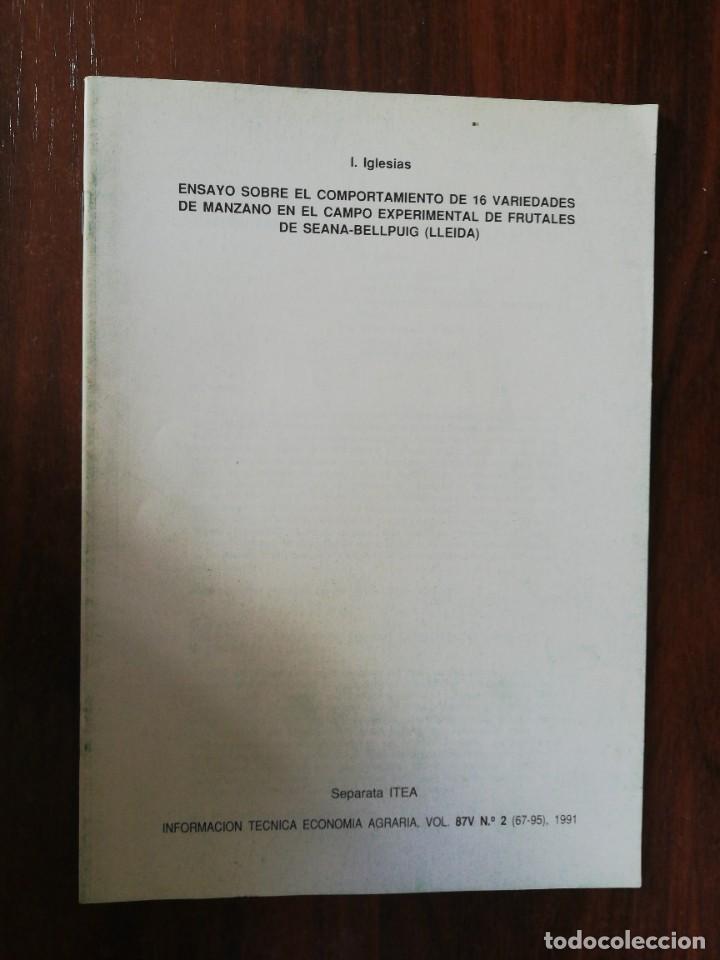 I. Iglesias
ENSAYO SOBRE EL COMPORTAMIENTO DE 16 VARIEDADES
DE MANZANO EN EL CAMPO EXPERIMENTAL DE FRUTALES
DE SEANA-BELLPUIG (LLEIDA)
Separata ITEA
INFORMACION TECNICA ECONOMIA AGRARIA, VOL. 87V N.º 2 (67-95), 1991
todocoleccion